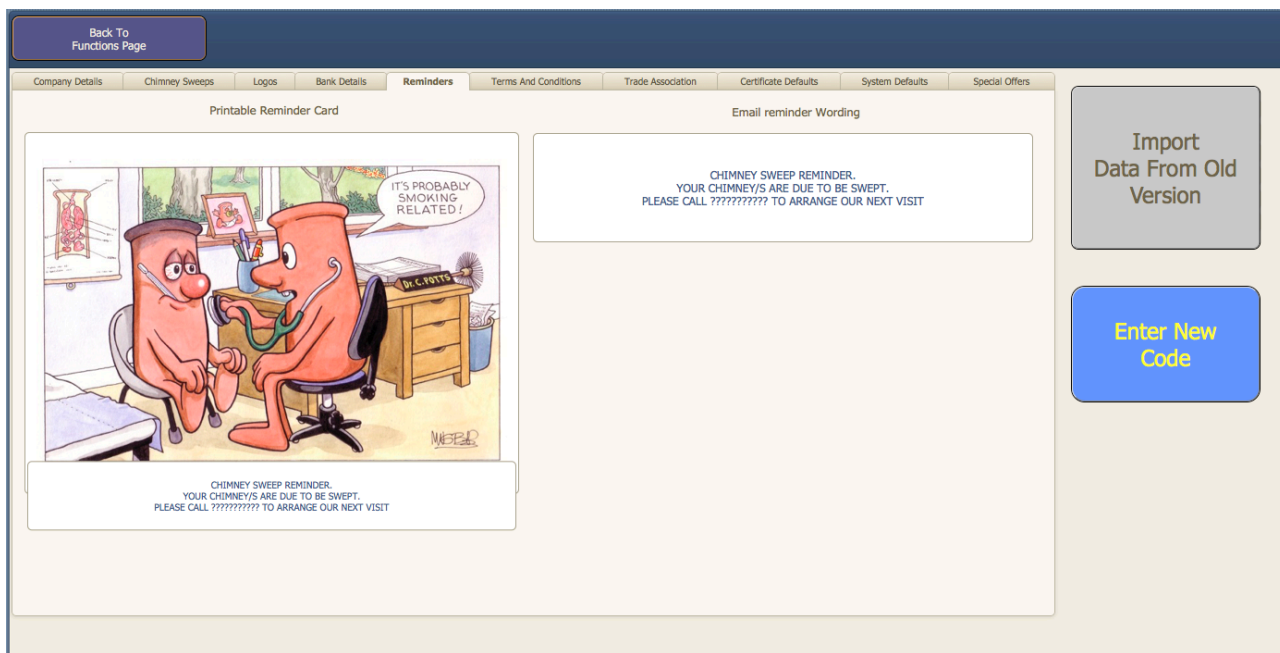 Back To
Functions Page
Company Details
Chimney Sweeps
Logos
Bank Details
Reminders
Terms And Conditions
Trade Association
Certificate Defaults
System Defaults
Special Offers
Printable Reminder Card
Email reminder Wording
IT'S PROBABLY
SMOKING
RELATED!
Dr. C. POTTS
CHIMNEY SWEEP REMINDER.
YOUR CHIMNEY/S ARE DUE TO BE SWEPT.
PLEASE CALL ??????????? TO ARRANGE OUR NEXT VISIT
CHIMNEY SWEEP REMINDER.
YOUR CHIMNEY/S ARE DUE TO BE SWEPT.
PLEASE CALL ??????????? TO ARRANGE OUR NEXT VISIT
Import
Data From Old
Version
Enter New
Code